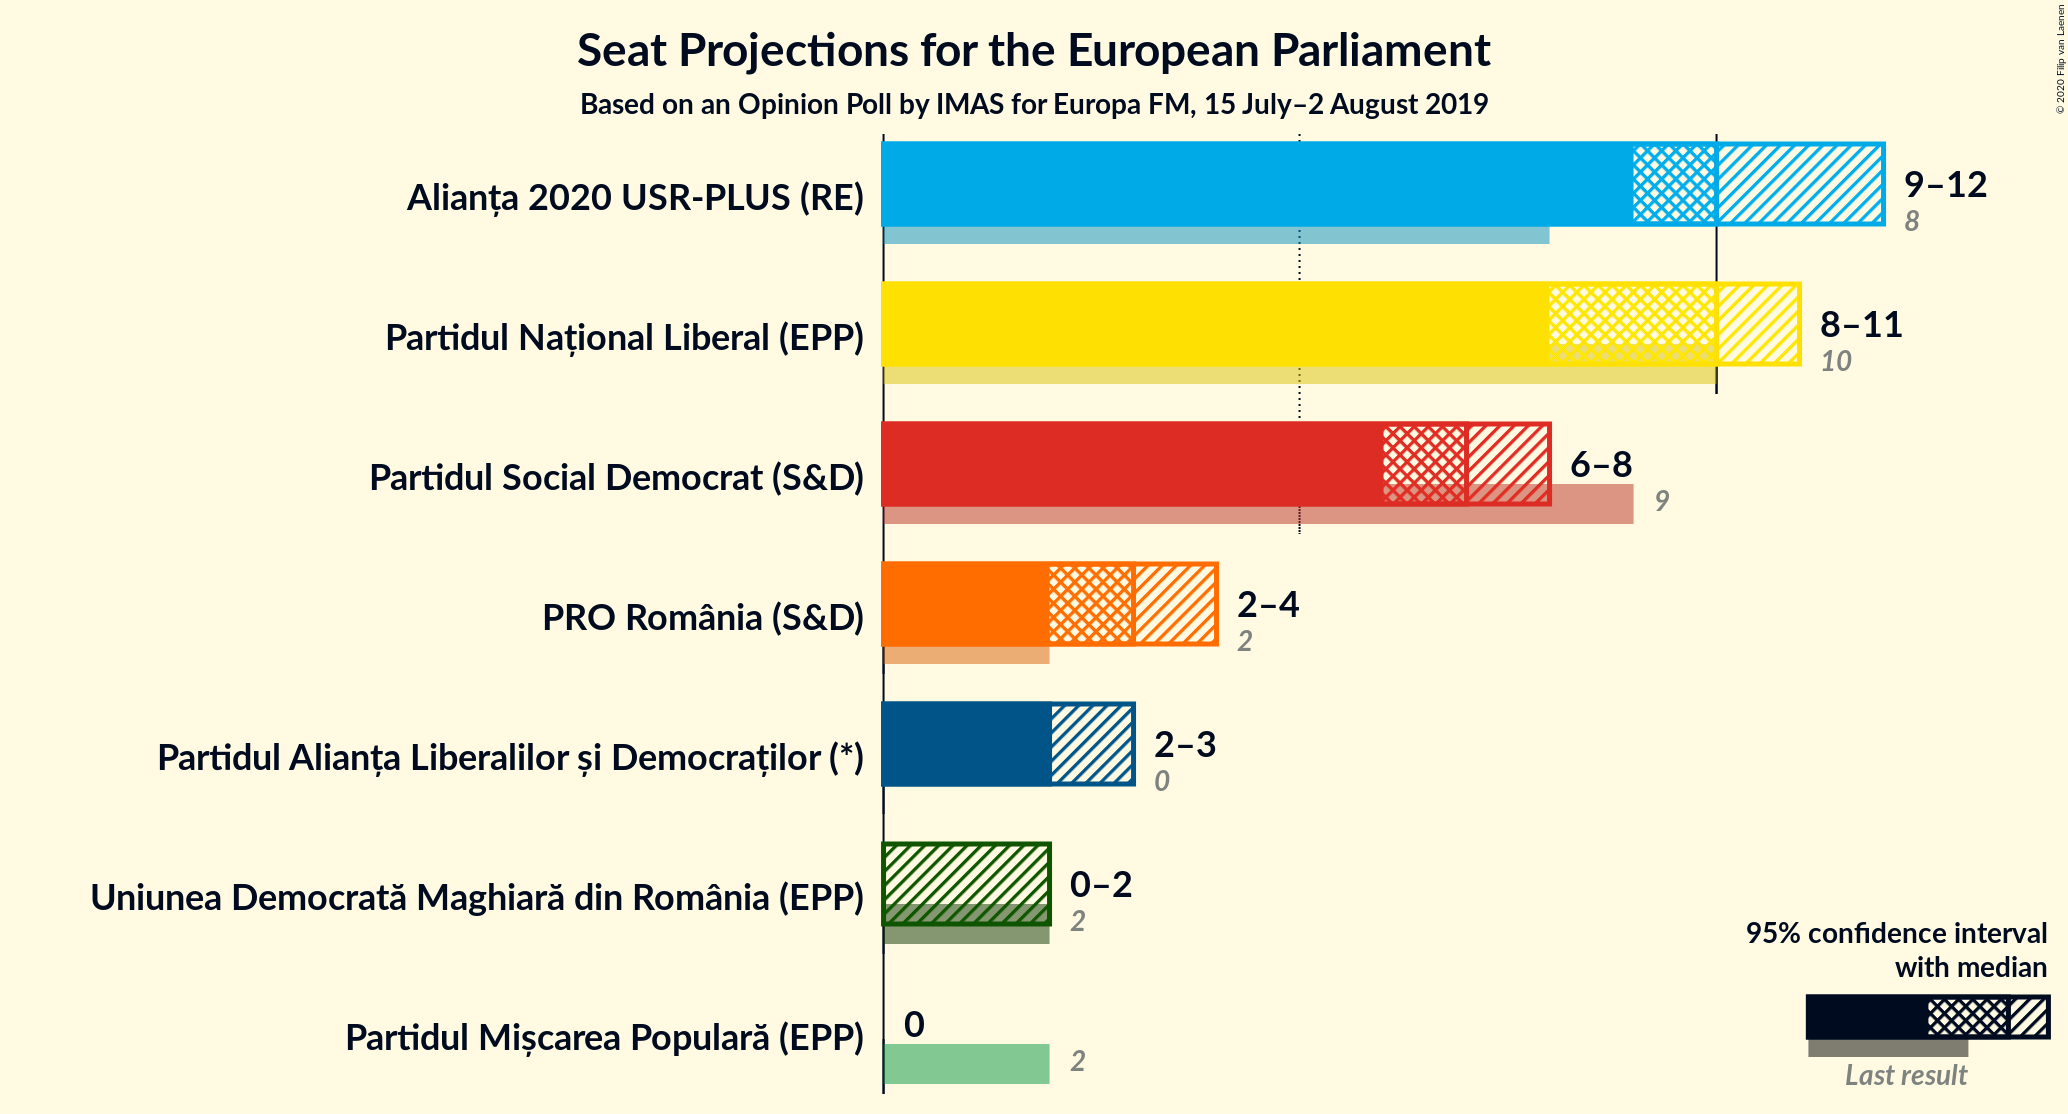 Seat Projections for the European Parliament
Based on an Opinion Poll by IMAS for Europa FM, 15 July–2 August 2019
© 2020 Filip van Laenen
Alianța 2020 USR-PLUS (RE)
9–12
8
Partidul Național Liberal (EPP)
8–11
10
Partidul Social Democrat (S&D)
6–8
9
PRO România (S&D)
2–4
2
Partidul Alianța Liberalilor și Democraților (*)
2–3
0
Uniunea Democrată Maghiară din România (EPP)
0–2
2
Partidul Mișcarea Populară (EPP)
0
2
95% confidence interval
with median
Last result